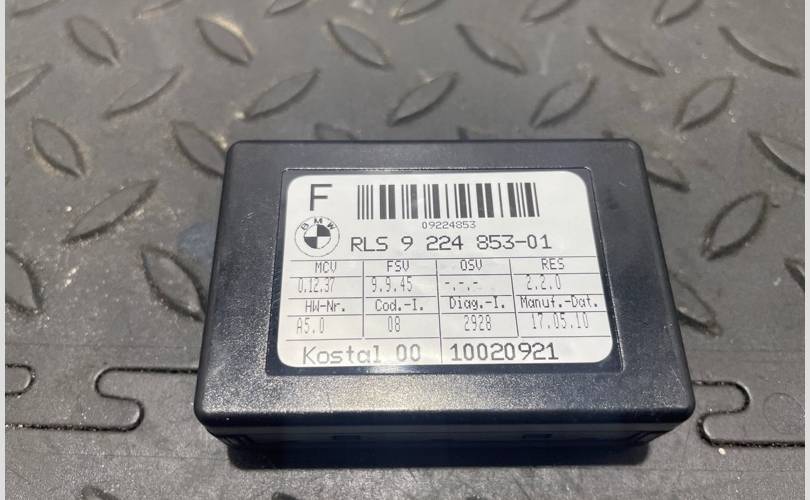 F
09224853
BMW
RLS 9 224 853-01
MCV FSV OSV RES
0.12.37 9.9.45 -.-.- 2.2.0
HW-Nr. Cod.-I. Diag.-I. Manuf.-Dat.
A5.0 08 2928 17.05.10
Kostal 00 10020921